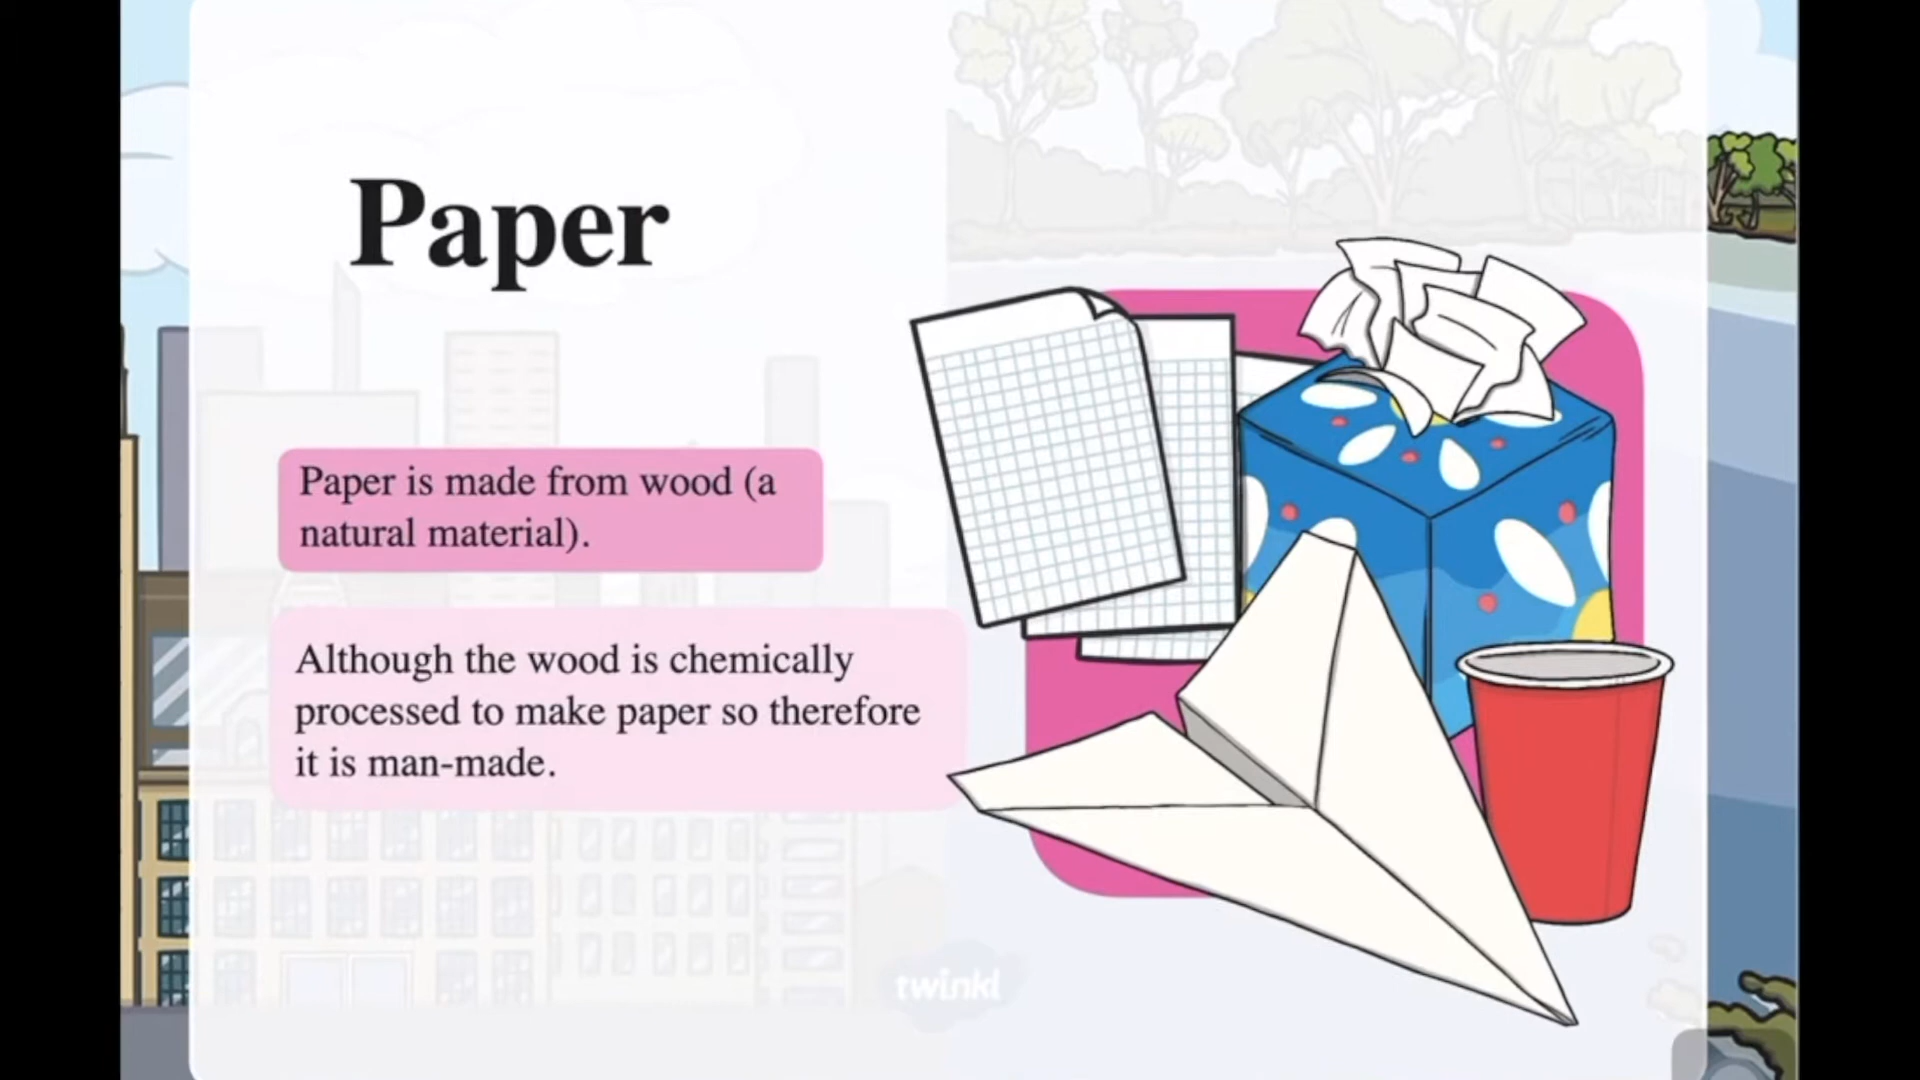 Paper
Paper is made from wood (a
natural material).
Although the wood is chemically
processed to make paper so therefore
it is man-made.
twinkl